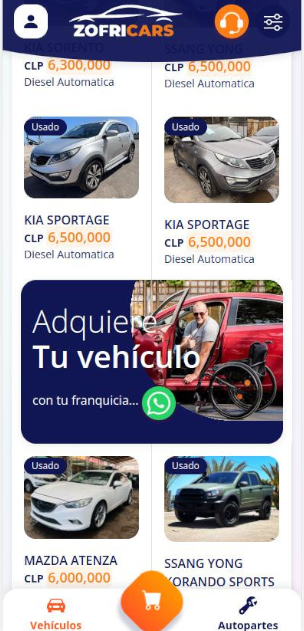 ZOFRICARS
KIA SORENTO
CLP 6,300,000
Diesel Automatica
SSANG YONG
CLP 6,500,000
Diesel Automatica
Usado
KIA SPORTAGE
CLP 6,500,000
Diesel Automatica
Usado
KIA SPORTAGE
CLP 6,500,000
Diesel Automatica
Adquiere
Tu vehículo
con tu franquicia...
Usado
MAZDA ATENZA
CLP 6,000,000
Usado
SSANG YONG
KORANDO SPORTS
Vehículos
Autopartes